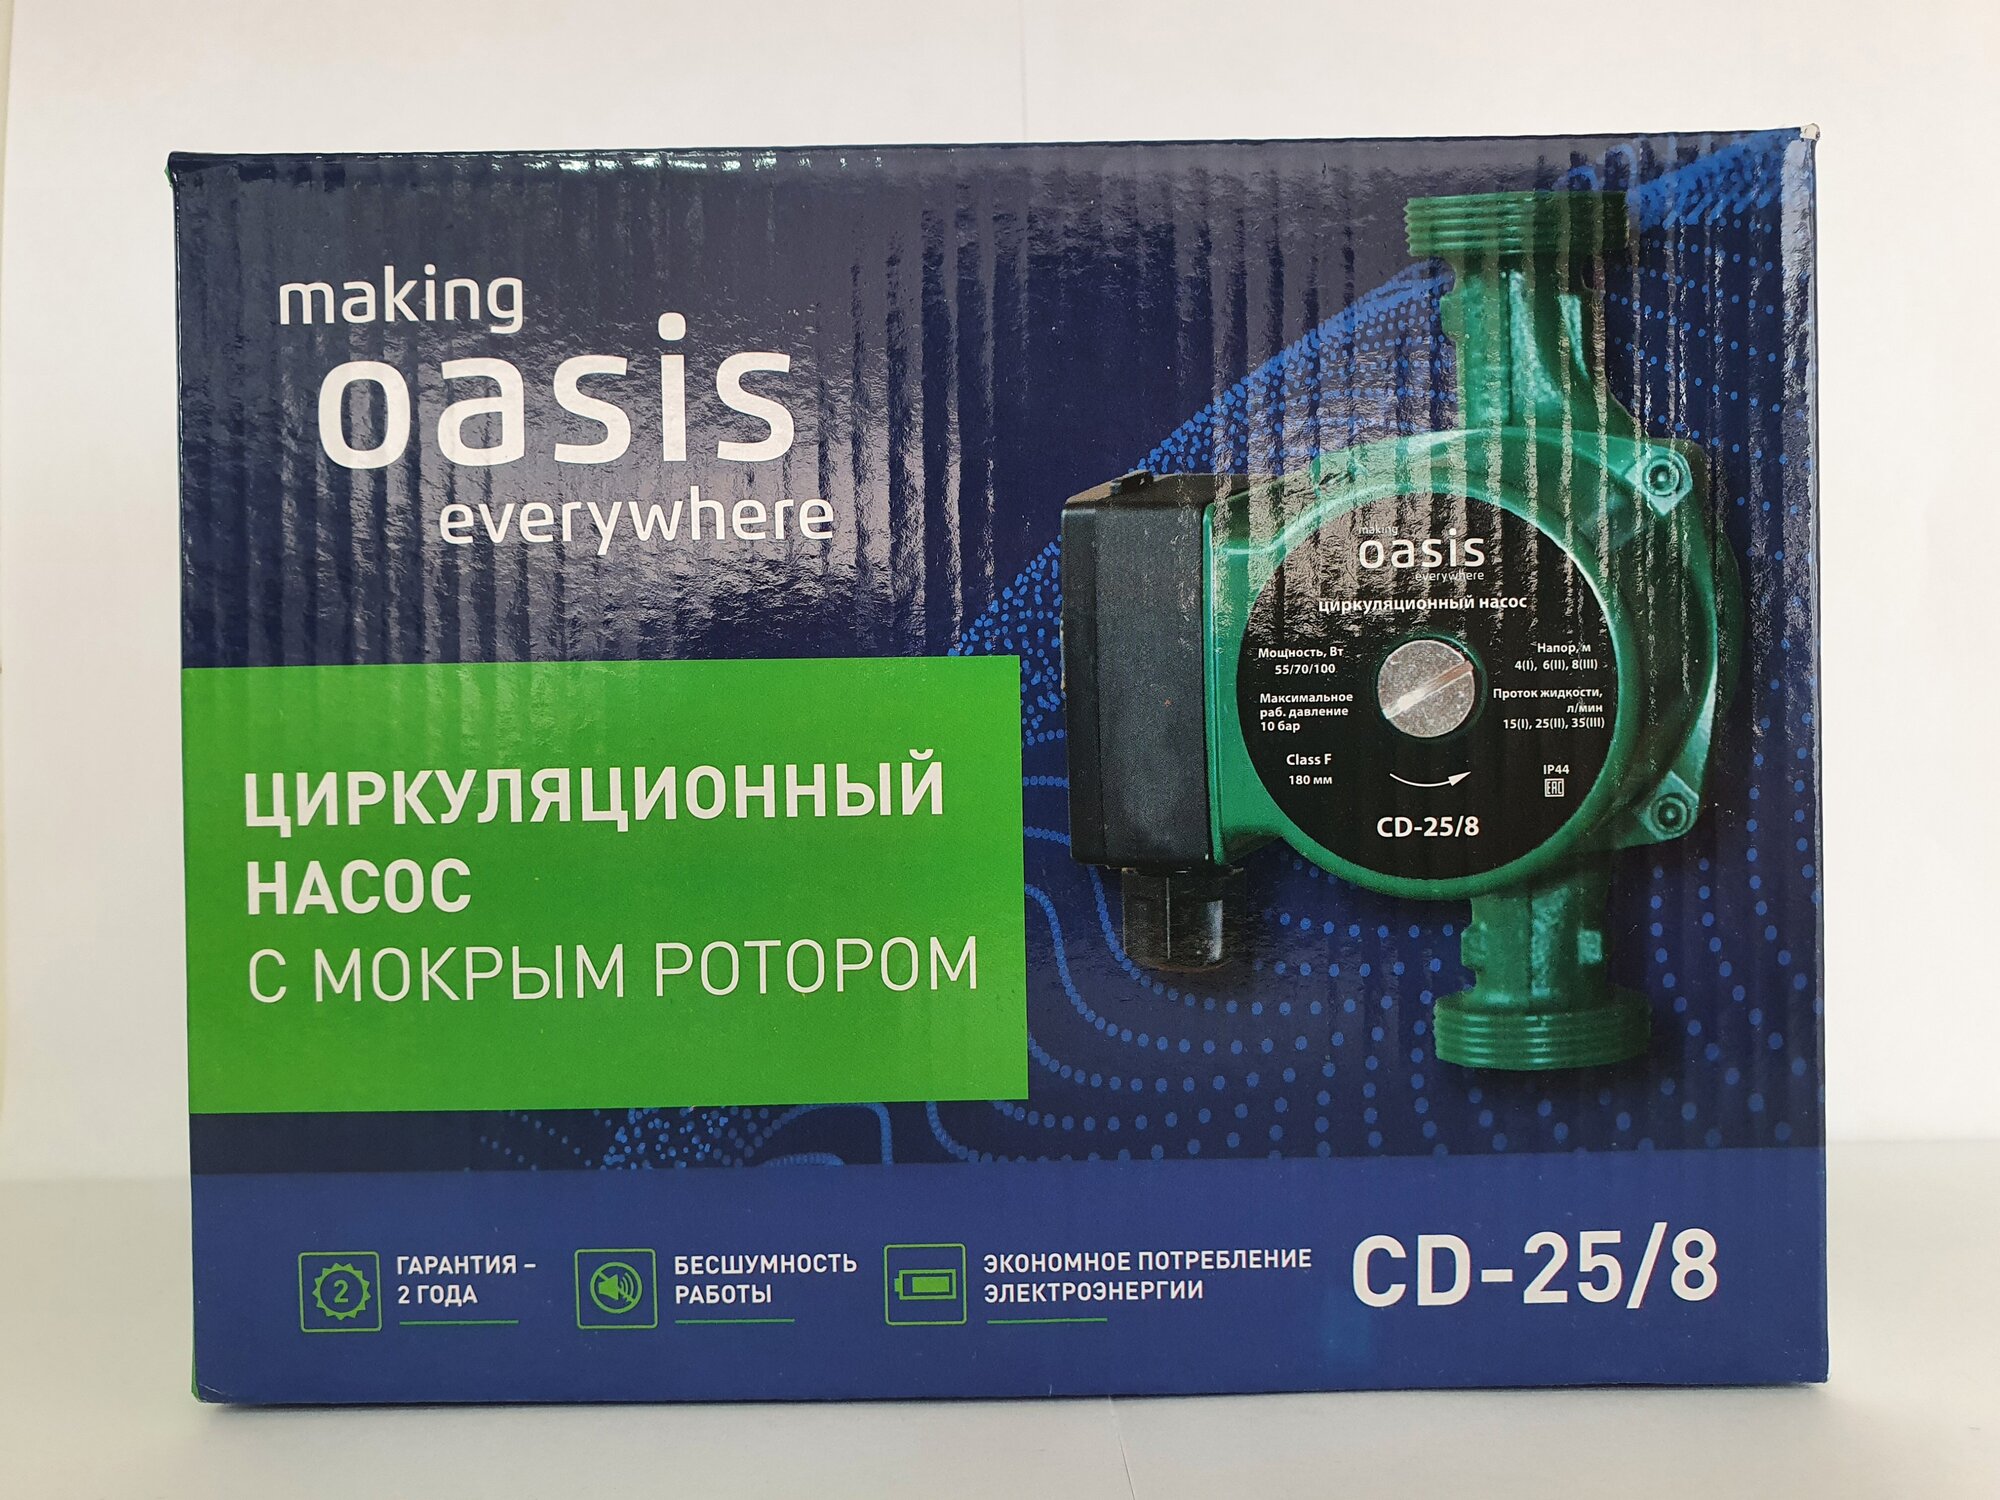 making
oasis
everywhere
making
oasis
everywhere
циркуляционный насос
Мощность, Вт
55/70/100
Максимальное
раб. давление
10 бар
Class F
180 мм
Напор, м
4(I), 6(II), 8(III)
Проток жидкости,
л/мин
15(I), 25(II), 35(III)
IP44
EAC
CD-25/8
ЦИРКУЛЯЦИОННЫЙ
НАСОС
С МОКРЫМ РОТОРОМ
2
ГАРАНТИЯ –
2 ГОДА
БЕСШУМНОСТЬ
РАБОТЫ
ЭКОНОМНОЕ ПОТРЕБЛЕНИЕ
ЭЛЕКТРОЭНЕРГИИ
CD-25/8